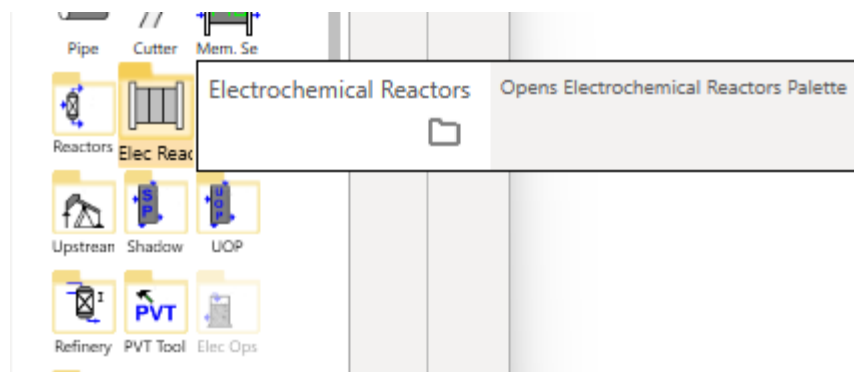 Pipe Cutter Mem. Se
Electrochemical Reactors Opens Electrochemical Reactors Palette
Reactors Elec Reac
SP UOP
Upstream Shadow UOP
I PVT
Refinery PVT Tool Elec Ops